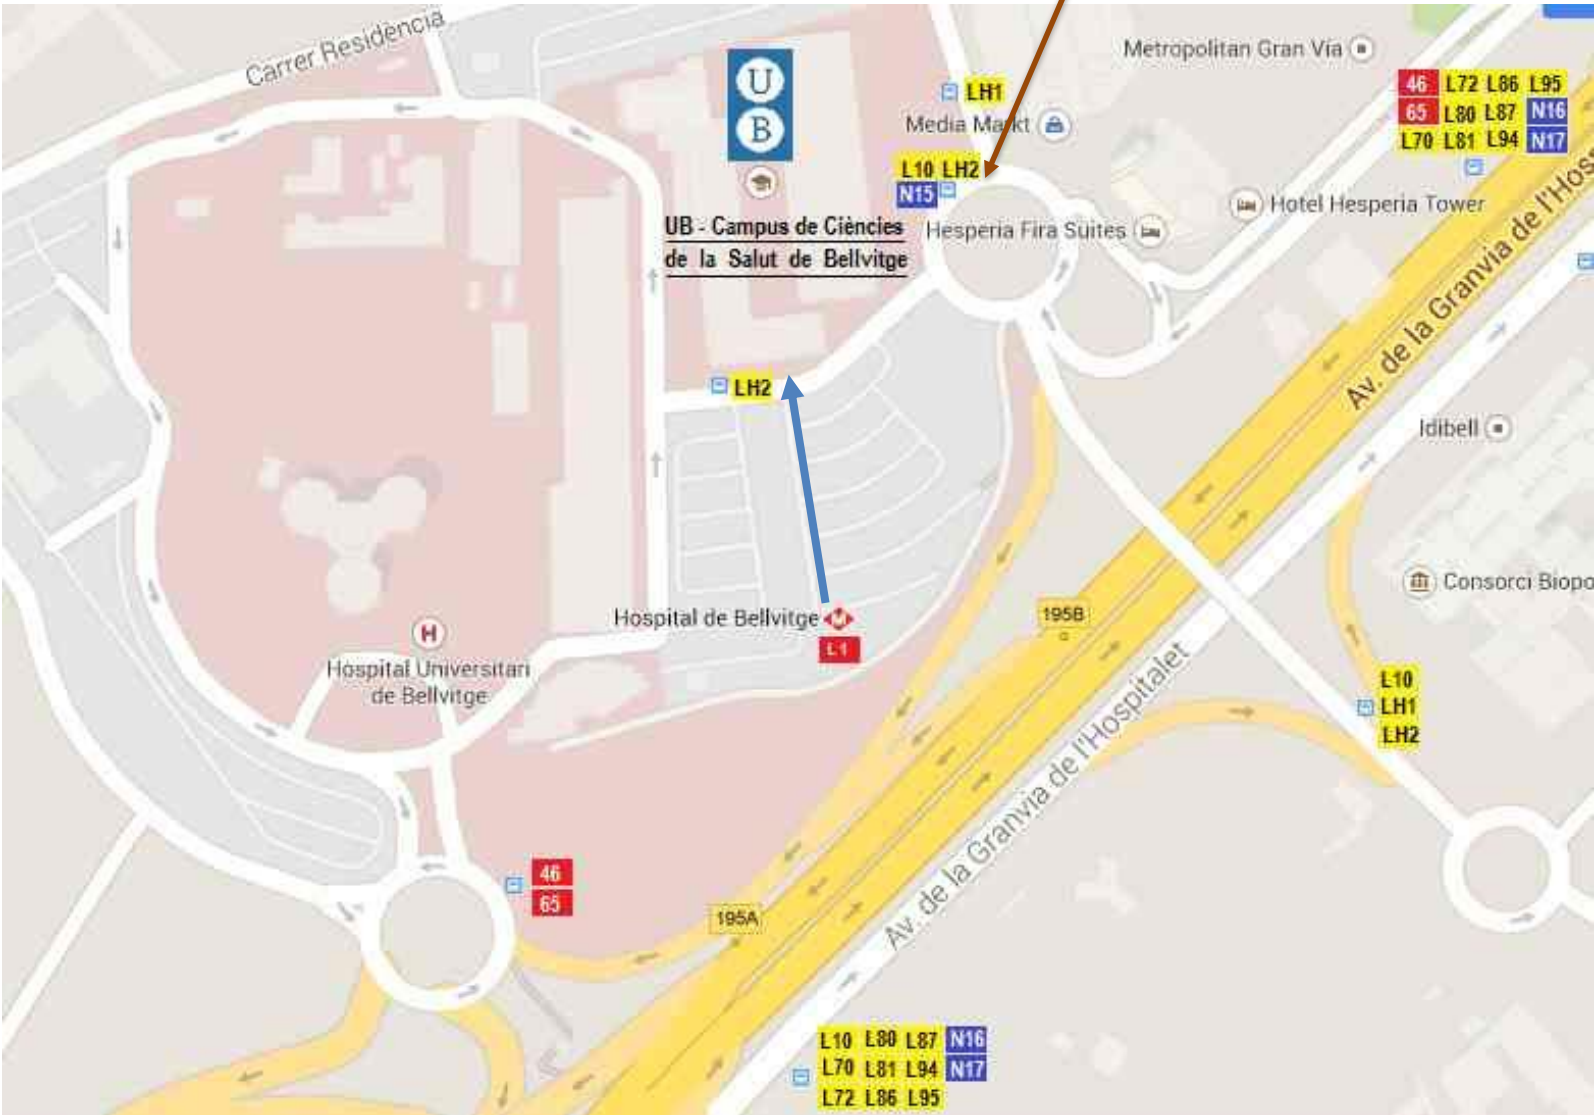 Carrer Residència
U
B
UB - Campus de Ciències
de la Salut de Bellvitge
LH1
Media Markt
L10 LH2
N15
Hesperia Fira Suites
Metropolitan Gran Vía
46 L72 L86 L95
65 L80 L87 N16
L70 L81 L94 N17
Hotel Hesperia Tower
Av. de la Granvia de l'Hos
LH2
Idibell
Hospital de Bellvitge
M
L1
H
Hospital Universitari
de Bellvitge
195B
Consorci Biopo
L10
LH1
LH2
Av. de la Granvia de l'Hospitalet
46
65
195A
L10 L80 L87 N16
L70 L81 L94 N17
L72 L86 L95